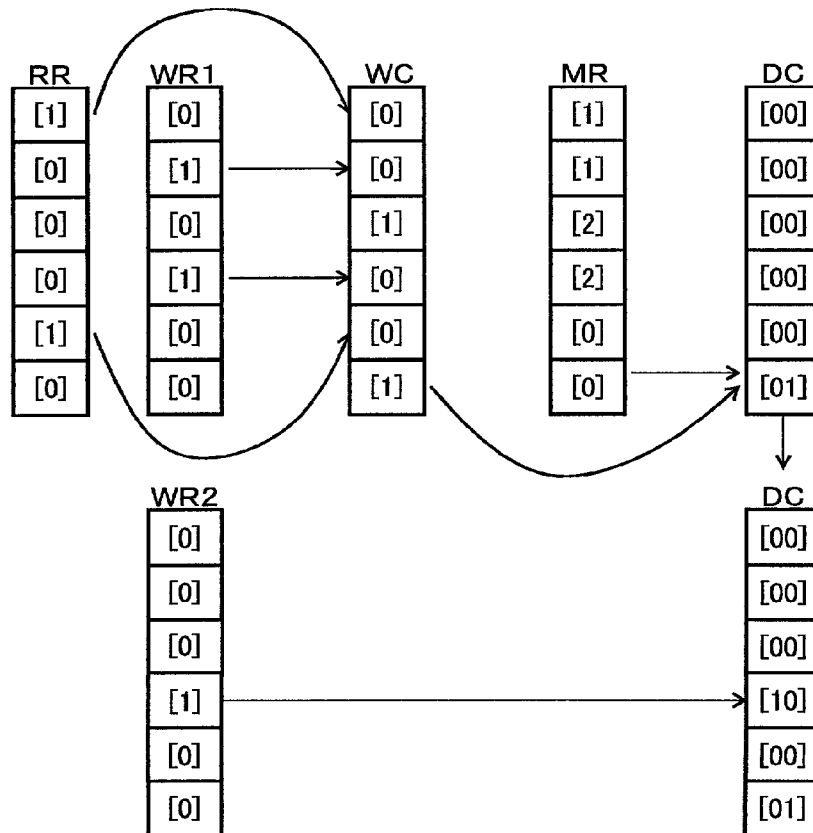 RR WR1 WC MR DC
[1] [0] [0] [1] [00]
[0] [1] [0] [1] [00]
[0] [0] [1] [2] [00]
[0] [1] [0] [2] [00]
[1] [0] [0] [0] [00]
[0] [0] [1] [0] [01]
WR2 DC
[0] [00]
[0] [00]
[0] [00]
[1] [10]
[0] [00]
[0] [01]